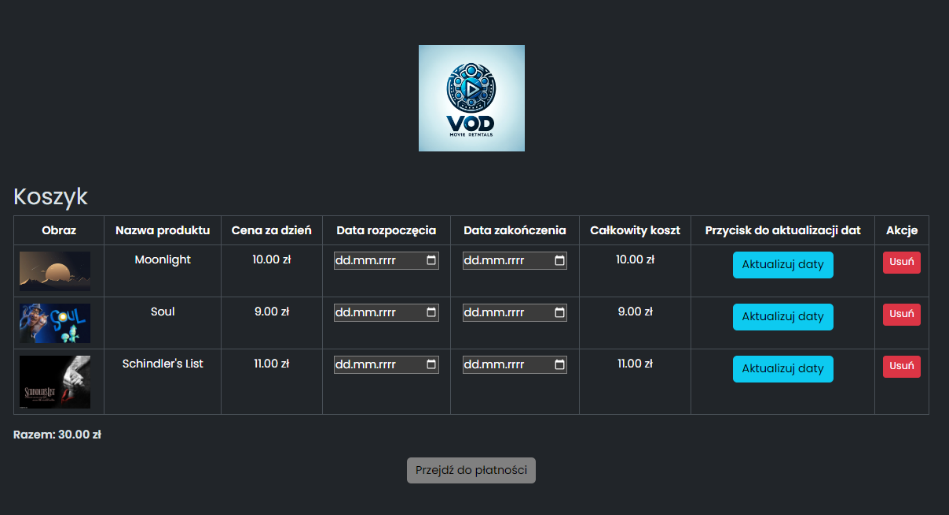 VOD
MOVIE RETNTALS
Koszyk
Obraz Nazwa produktu Cena za dzień Data rozpoczęcia Data zakończenia Całkowity koszt Przycisk do aktualizacji dat Akcje
Moonlight 10.00 zł dd.mm.rrrr dd.mm.rrrr 10.00 zł Aktualizuj daty Usuń
SOUL Soul 9.00 zł dd.mm.rrrr dd.mm.rrrr 9.00 zł Aktualizuj daty Usuń
Schindler's List 11.00 zł dd.mm.rrrr dd.mm.rrrr 11.00 zł Aktualizuj daty Usuń
Razem: 30.00 zł
Przejdź do płatności